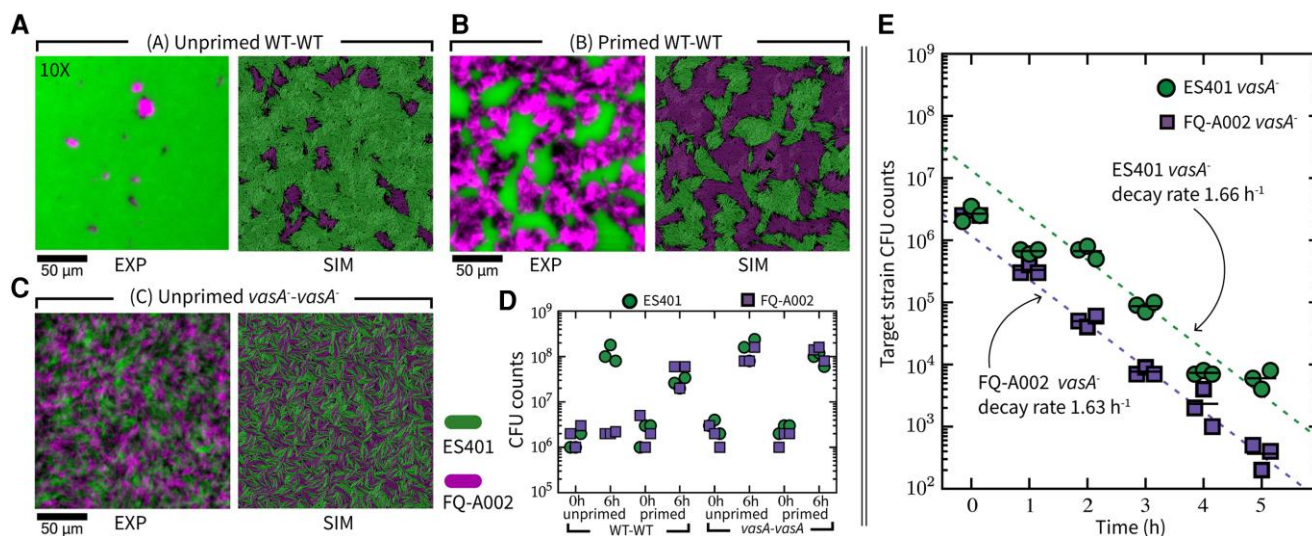 A
(A) Unprimed WT-WT
10X
50 µm
EXP
SIM
B
(B) Primed WT-WT
50 µm
EXP
SIM
C
(C) Unprimed vasA⁻-vasA⁻
50 µm
EXP
SIM
ES401
FQ-A002
D
ES401
FQ-A002
CFU counts
10⁹
10⁸
10⁷
10⁶
10⁵
0h 6h 0h 6h 0h 6h 0h 6h
unprimed primed unprimed primed
WT-WT vasA-vasA
E
Target strain CFU counts
10⁹
10⁸
10⁷
10⁶
10⁵
10⁴
10³
10²
ES401 vasA⁻
FQ-A002 vasA⁻
ES401 vasA⁻
decay rate 1.66 h⁻¹
FQ-A002 vasA⁻
decay rate 1.63 h⁻¹
0 1 2 3 4 5
Time (h)